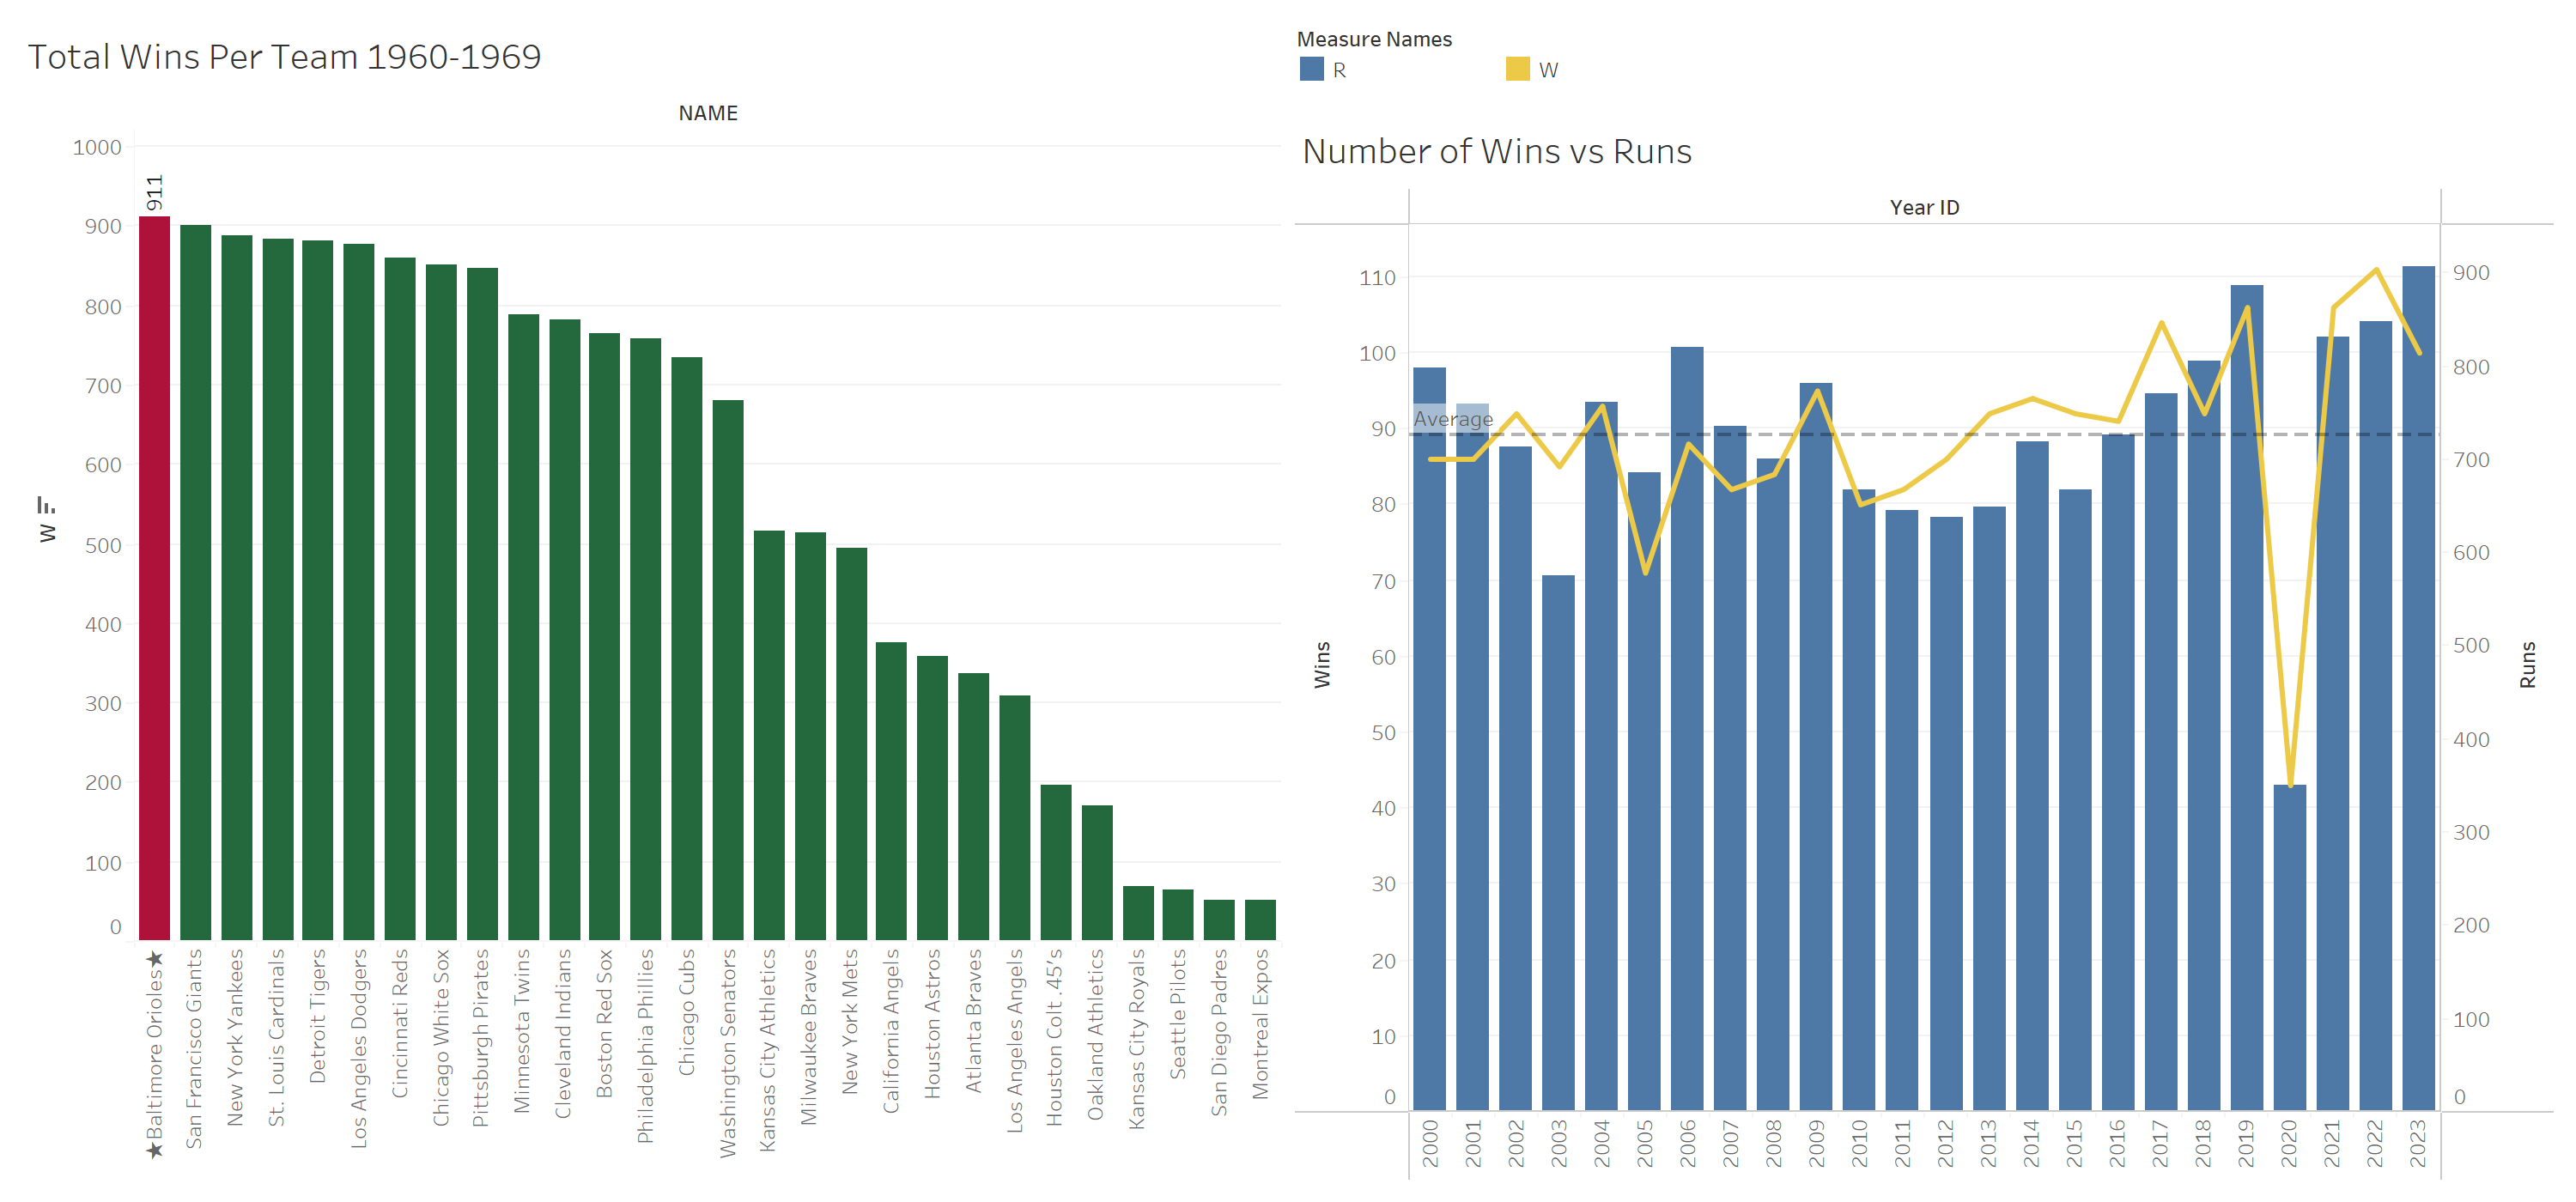 Total Wins Per Team 1960-1969
NAME
1000
900
800
700
600
500
400
300
200
100
0
W
911
★Baltimore Orioles★
San Francisco Giants
New York Yankees
St. Louis Cardinals
Detroit Tigers
Los Angeles Dodgers
Cincinnati Reds
Chicago White Sox
Pittsburgh Pirates
Minnesota Twins
Cleveland Indians
Boston Red Sox
Philadelphia Phillies
Chicago Cubs
Washington Senators
Kansas City Athletics
Milwaukee Braves
New York Mets
California Angels
Houston Astros
Atlanta Braves
Los Angeles Angels
Houston Colt .45's
Oakland Athletics
Kansas City Royals
Seattle Pilots
San Diego Padres
Montreal Expos
Measure Names
R
W
Number of Wins vs Runs
Year ID
110
100
90
80
70
60
50
40
30
20
10
0
Wins
Average
900
800
700
600
500
400
300
200
100
0
Runs
2000
2001
2002
2003
2004
2005
2006
2007
2008
2009
2010
2011
2012
2013
2014
2015
2016
2017
2018
2019
2020
2021
2022
2023